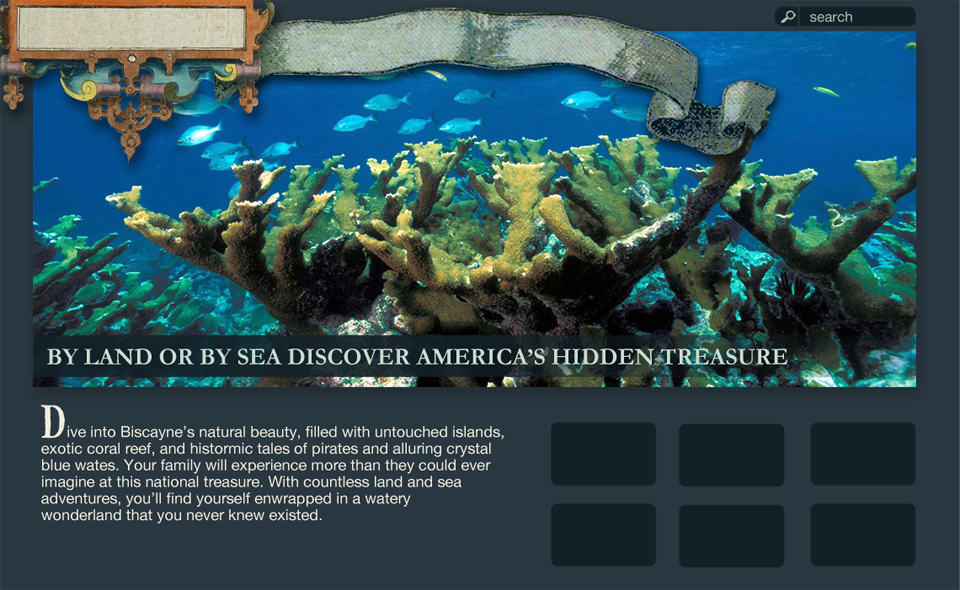 search
BY LAND OR BY SEA DISCOVER AMERICA’S HIDDEN TREASURE
Dive into Biscayne’s natural beauty, filled with untouched islands,
exotic coral reef, and histormic tales of pirates and alluring crystal
blue wates. Your family will experience more than they could ever
imagine at this national treasure. With countless land and sea
adventures, you’ll find yourself enwrapped in a watery
wonderland that you never knew existed.